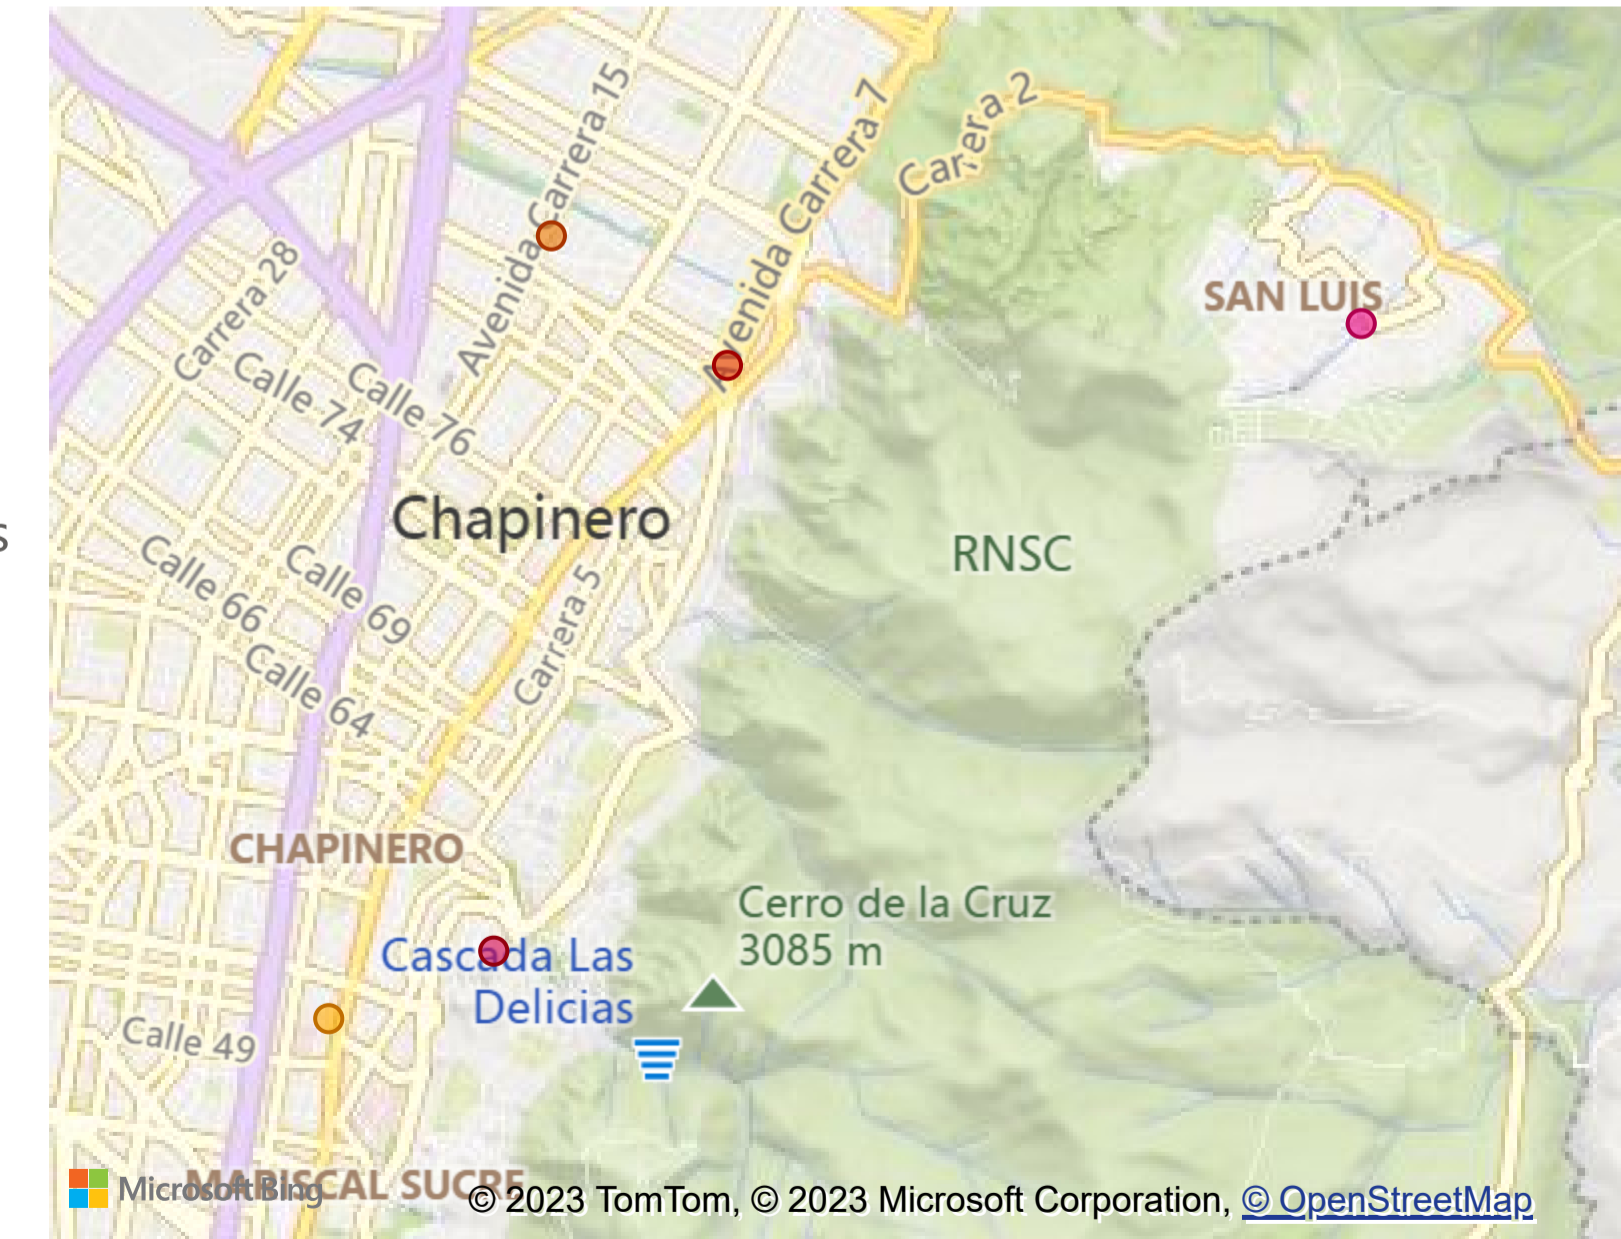 Avenida Carrera 15
Avenida Carrera 7
Carrera 2
Carrera 28
SAN LUIS
Calle 74
Calle 76
Chapinero
s
RNSC
Calle 66
Calle 69
Carrera 5
Calle 64
CHAPINERO
Cerro de la Cruz
3085 m
Cascada Las
Delicias
Calle 49
MARISCAL SUCRE
Microsoft Bing
© 2023 TomTom, © 2023 Microsoft Corporation, © OpenStreetMap